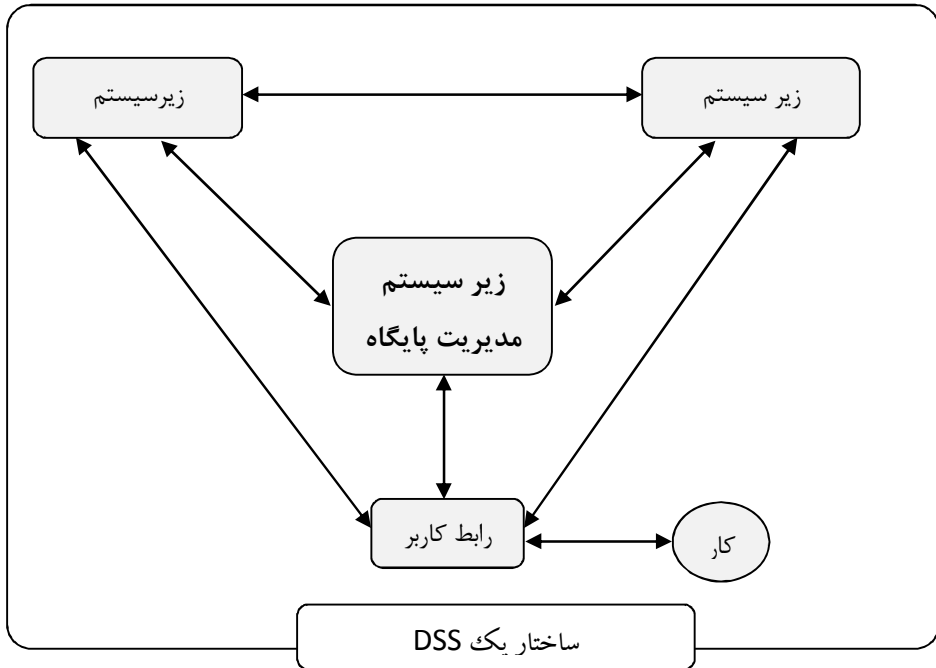 زیر سیستم
زیرسیستم
زیر سیستم
مدیریت پایگاه
رابط کاربر
کار
ساختار یک DSS